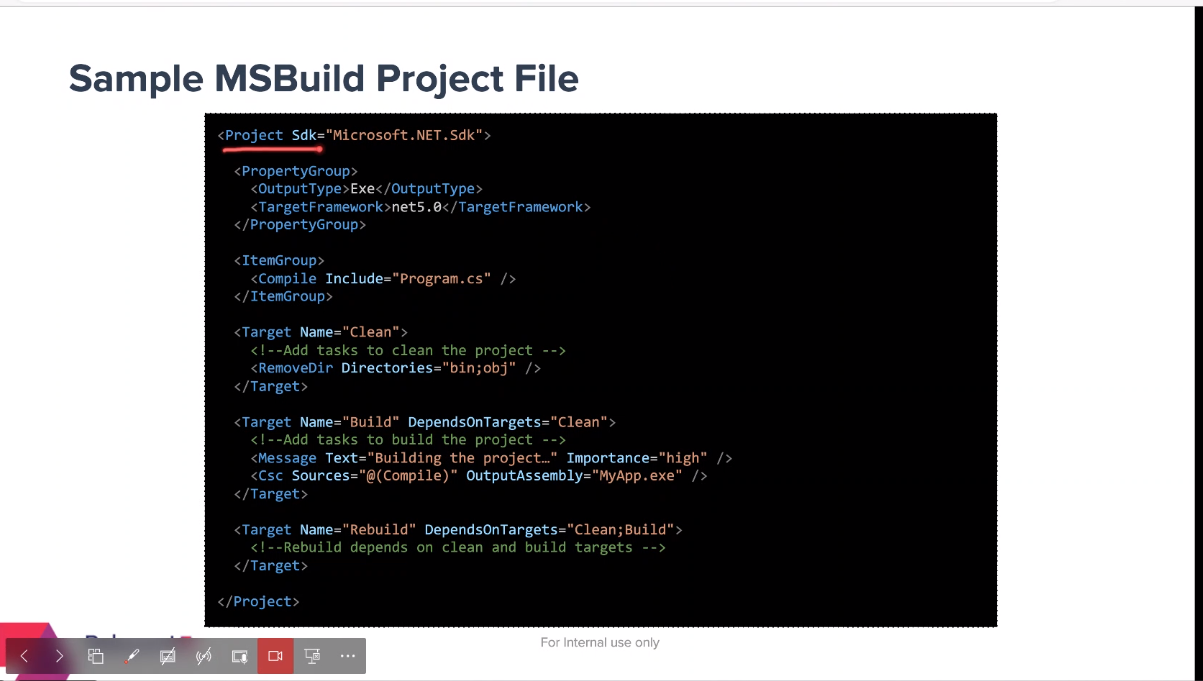 Sample MSBuild Project File
<Project Sdk="Microsoft.NET.Sdk">
<PropertyGroup>
<OutputType>Exe</OutputType>
<TargetFramework>net5.0</TargetFramework>
</PropertyGroup>
<ItemGroup>
<Compile Include="Program.cs" />
</ItemGroup>
<Target Name="Clean">
<!--Add tasks to clean the project -->
<RemoveDir Directories="bin;obj" />
</Target>
<Target Name="Build" DependsOnTargets="Clean">
<!--Add tasks to build the project -->
<Message Text="Building the project…" Importance="high" />
<Csc Sources="@(Compile)" OutputAssembly="MyApp.exe" />
</Target>
<Target Name="Rebuild" DependsOnTargets="Clean;Build">
<!--Rebuild depends on clean and build targets -->
</Target>
</Project>
For Internal use only